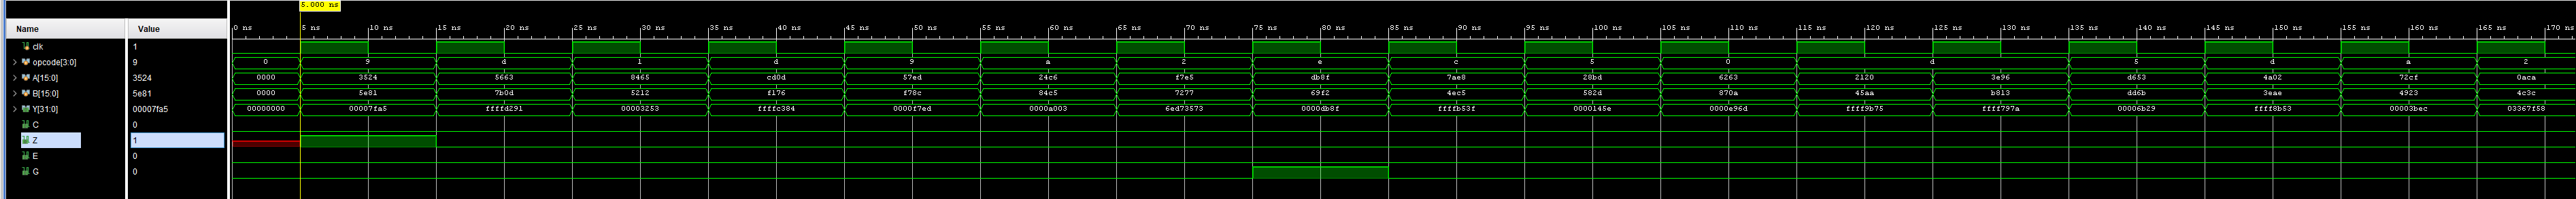 5.000 ns
Name Value
0 ns 5 ns 10 ns 15 ns 20 ns 25 ns 30 ns 35 ns 40 ns 45 ns 50 ns 55 ns 60 ns 65 ns 70 ns 75 ns 80 ns 85 ns 90 ns 95 ns 100 ns 105 ns 110 ns 115 ns 120 ns 125 ns 130 ns 135 ns 140 ns 145 ns 150 ns 155 ns 160 ns 165 ns 170 ns
clk 1
opcode[3:0] 9 0 9 d 1 d 9 a 2 e c 5 0 d 5 d a 2
A[15:0] 3524 0000 3524 5663 8465 cd0d 57ed 24c6 f7e5 db8f 7ae8 28bd 6263 2120 3e96 d653 4a02 72cf 0aca
B[15:0] 5e81 0000 5e81 7b0d 5212 f176 f78c 84c5 7277 69f2 4ec5 582d 870a 45aa b813 dd6b 3eae 4923 4c3c
Y[31:0] 00007fa5 00000000 00007fa5 ffffd291 00003253 ffffc384 0000f7ed 0000a003 6ed73573 0000db8f ffffb53f 0000145e 0000e96d ffff9b75 ffff797a 00006b29 ffff8b53 00003bec 03367f58
C 0
Z 1
E 0
G 0